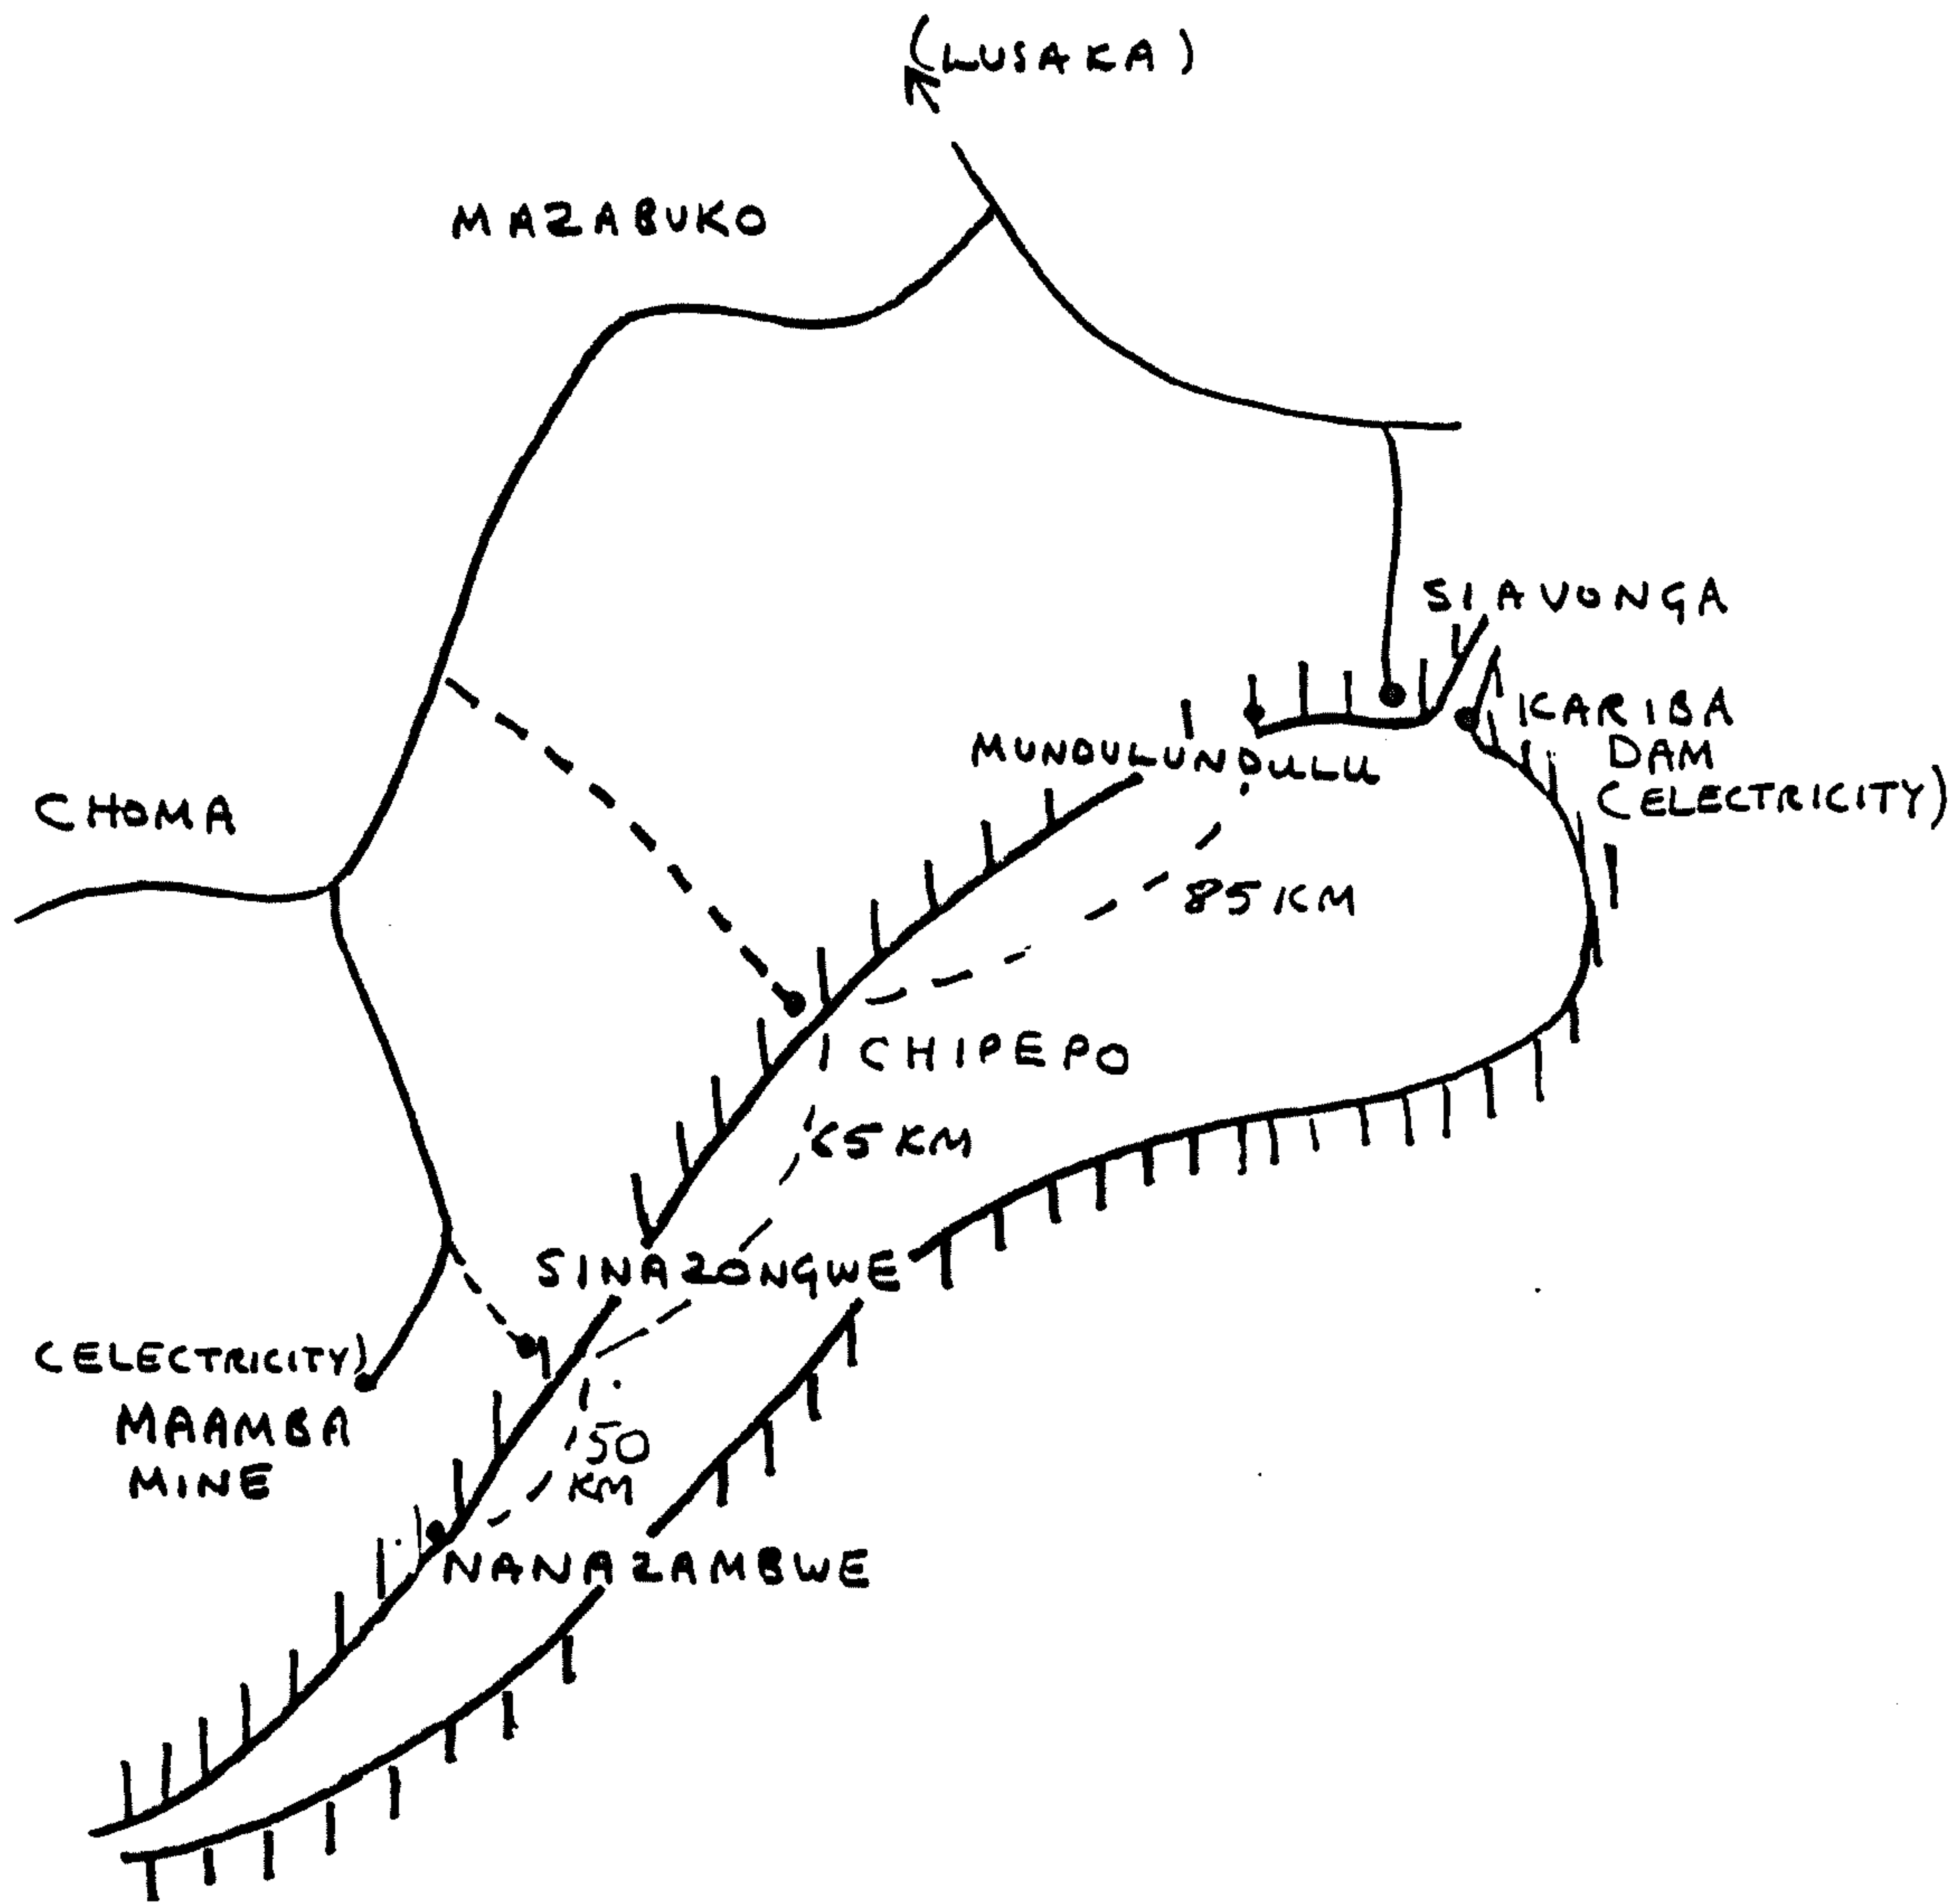 (LUSAKA)
MAZABUKO
SIAVONGA
KARIBA
DAM
(ELECTRICITY)
MUNDULUNDULU
CHOMA
85 KM
CHIPEPO
65 KM
SINAZONGWE
(ELECTRICITY)
MAAMBA
MINE
50
KM
NANAZAMBWE